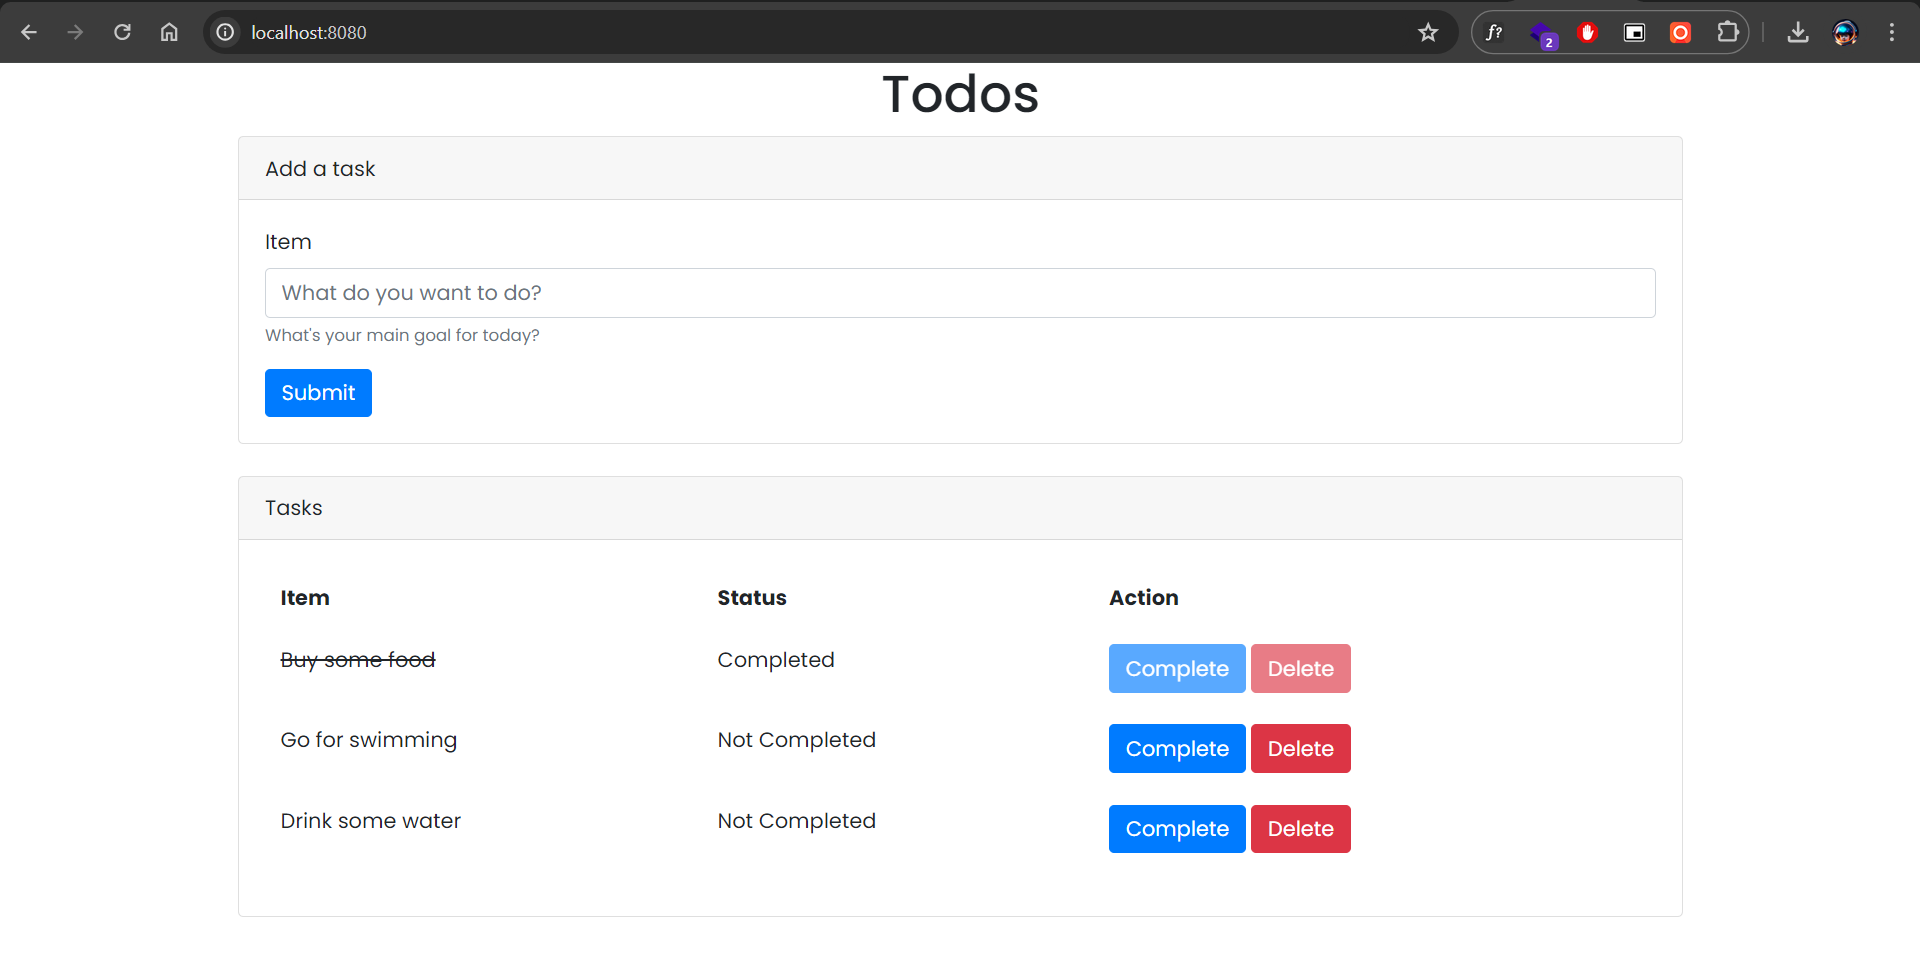 localhost:8080
f?
2
Todos
Add a task
Item
What do you want to do?
What's your main goal for today?
Submit
Tasks
Item Status Action
Buy some food Completed Complete Delete
Go for swimming Not Completed Complete Delete
Drink some water Not Completed Complete Delete